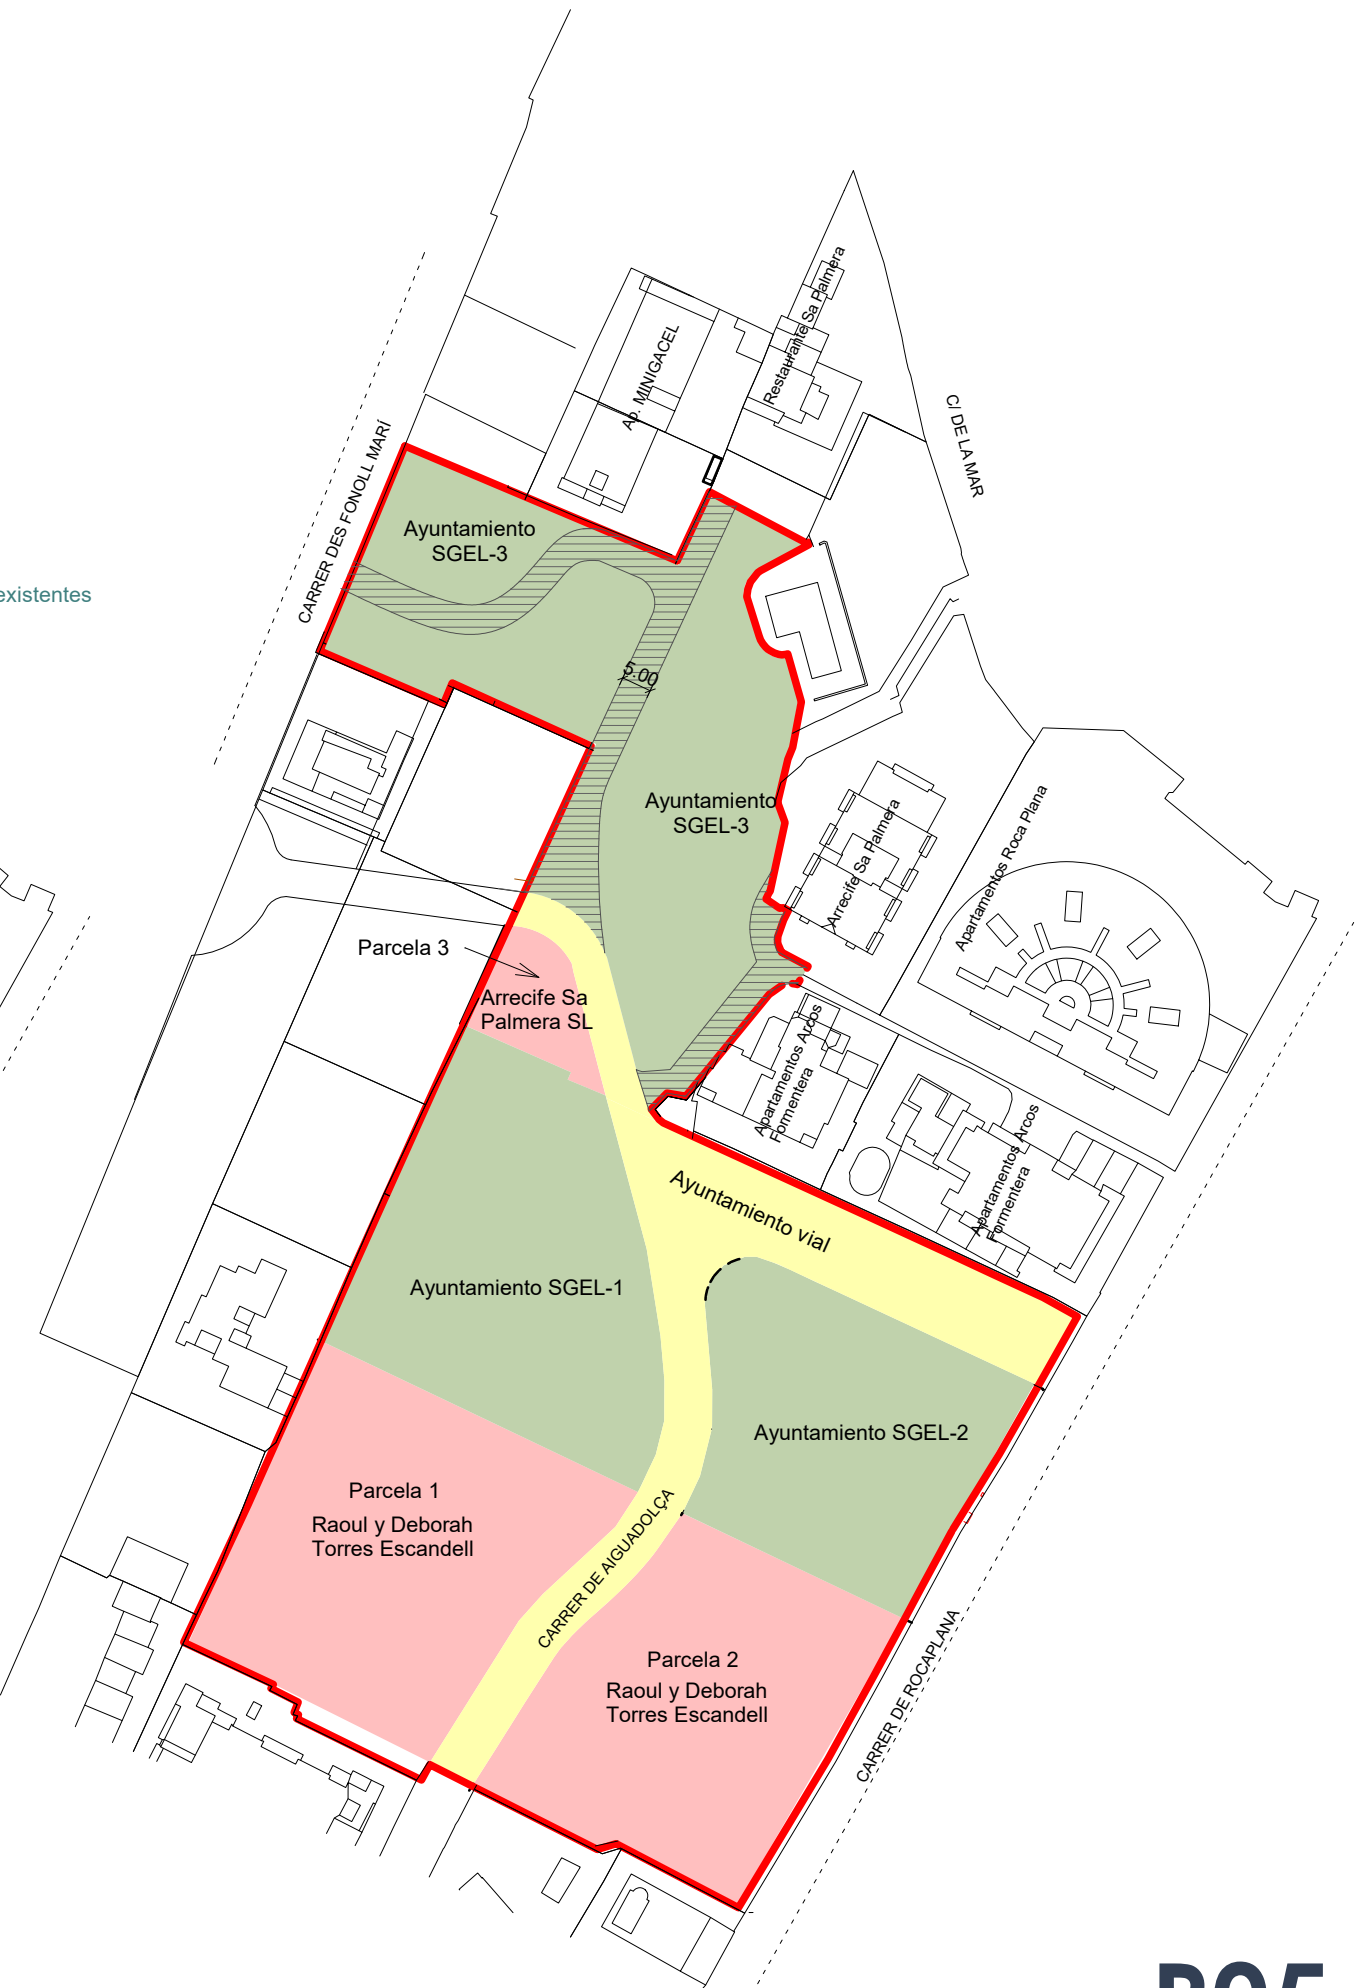 Restaurante Sa Palmera
Ap. MINIGACEL
C/ DE LA MAR
CARRER DES FONOLL MARÍ
Ayuntamiento
SGEL-3
existentes
5.00
Ayuntamiento
SGEL-3
Arrecife Sa Palmera
Apartamentos Roca Plana
Parcela 3
Arrecife Sa
Palmera SL
Apartamentos Arcos
Formentera
Apartamentos Arcos
Formentera
Ayuntamiento vial
Ayuntamiento SGEL-1
Ayuntamiento SGEL-2
Parcela 1
Raoul y Deborah
Torres Escandell
CARRER DE AIGUADOLÇA
Parcela 2
Raoul y Deborah
Torres Escandell
CARRER DE ROCAPLANA